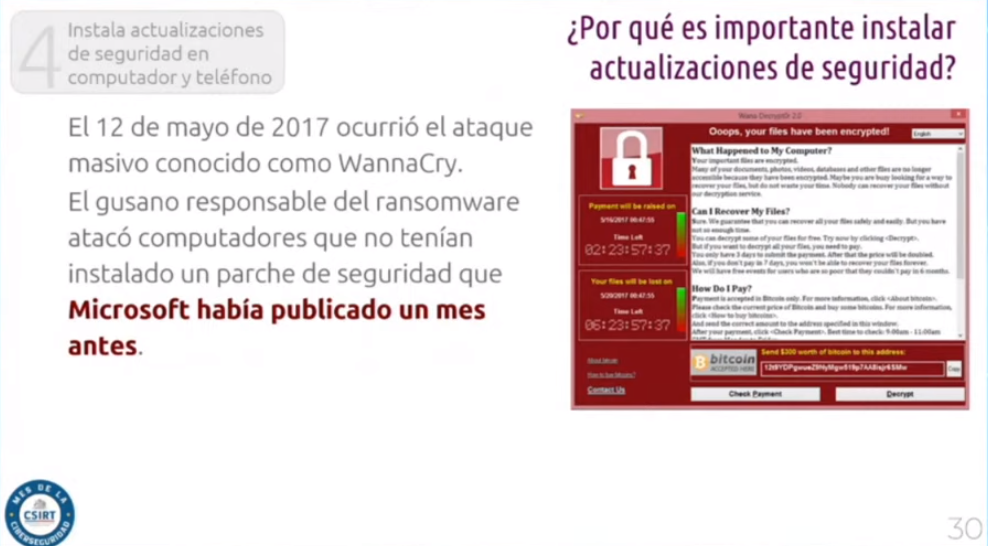 4
Instala actualizaciones
de seguridad en
computador y teléfono
¿Por qué es importante instalar
actualizaciones de seguridad?
El 12 de mayo de 2017 ocurrió el ataque
masivo conocido como WannaCry.
El gusano responsable del ransomware
atacó computadores que no tenían
instalado un parche de seguridad que
Microsoft había publicado un mes
antes.
Wana Decrypt0r 2.0
Ooops, your files have been encrypted!
English
What Happened to My Computer?
Your important files are encrypted.
Many of your documents, photos, videos, databases and other files are no longer
accessible because they have been encrypted. Maybe you are busy looking for a way to
recover your files, but do not waste your time. Nobody can recover your files without
our decryption service.
Can I Recover My Files?
Sure. We guarantee that you can recover all your files safely and easily. But you have
not so enough time.
You can decrypt some of your files for free. Try now by clicking <Decrypt>.
But if you want to decrypt all your files, you need to pay.
You only have 3 days to submit the payment. After that the price will be doubled.
Also, if you don't pay in 7 days, you won't be able to recover your files forever.
We will have free events for users who are so poor that they couldn't pay in 6 months.
How Do I Pay?
Payment is accepted in Bitcoin only. For more information, click <About bitcoin>.
Please check the current price of Bitcoin and buy some bitcoins. For more information,
click <How to buy bitcoins>.
And send the correct amount to the address specified in this window.
After your payment, click <Check Payment>. Best time to check: 9:00am - 11:00am
Payment will be raised on
5/16/2017 00:47:55
Time Left
02:23:57:37
Your files will be lost on
5/20/2017 00:47:55
Time Left
06:23:57:37
About bitcoin
How to buy bitcoins?
Contact Us
bitcoin
ACCEPTED HERE
Send $300 worth of bitcoin to this address:
Copy
Check Payment
Decrypt
MES DE LA
CSIRT
CIBERSEGURIDAD
30